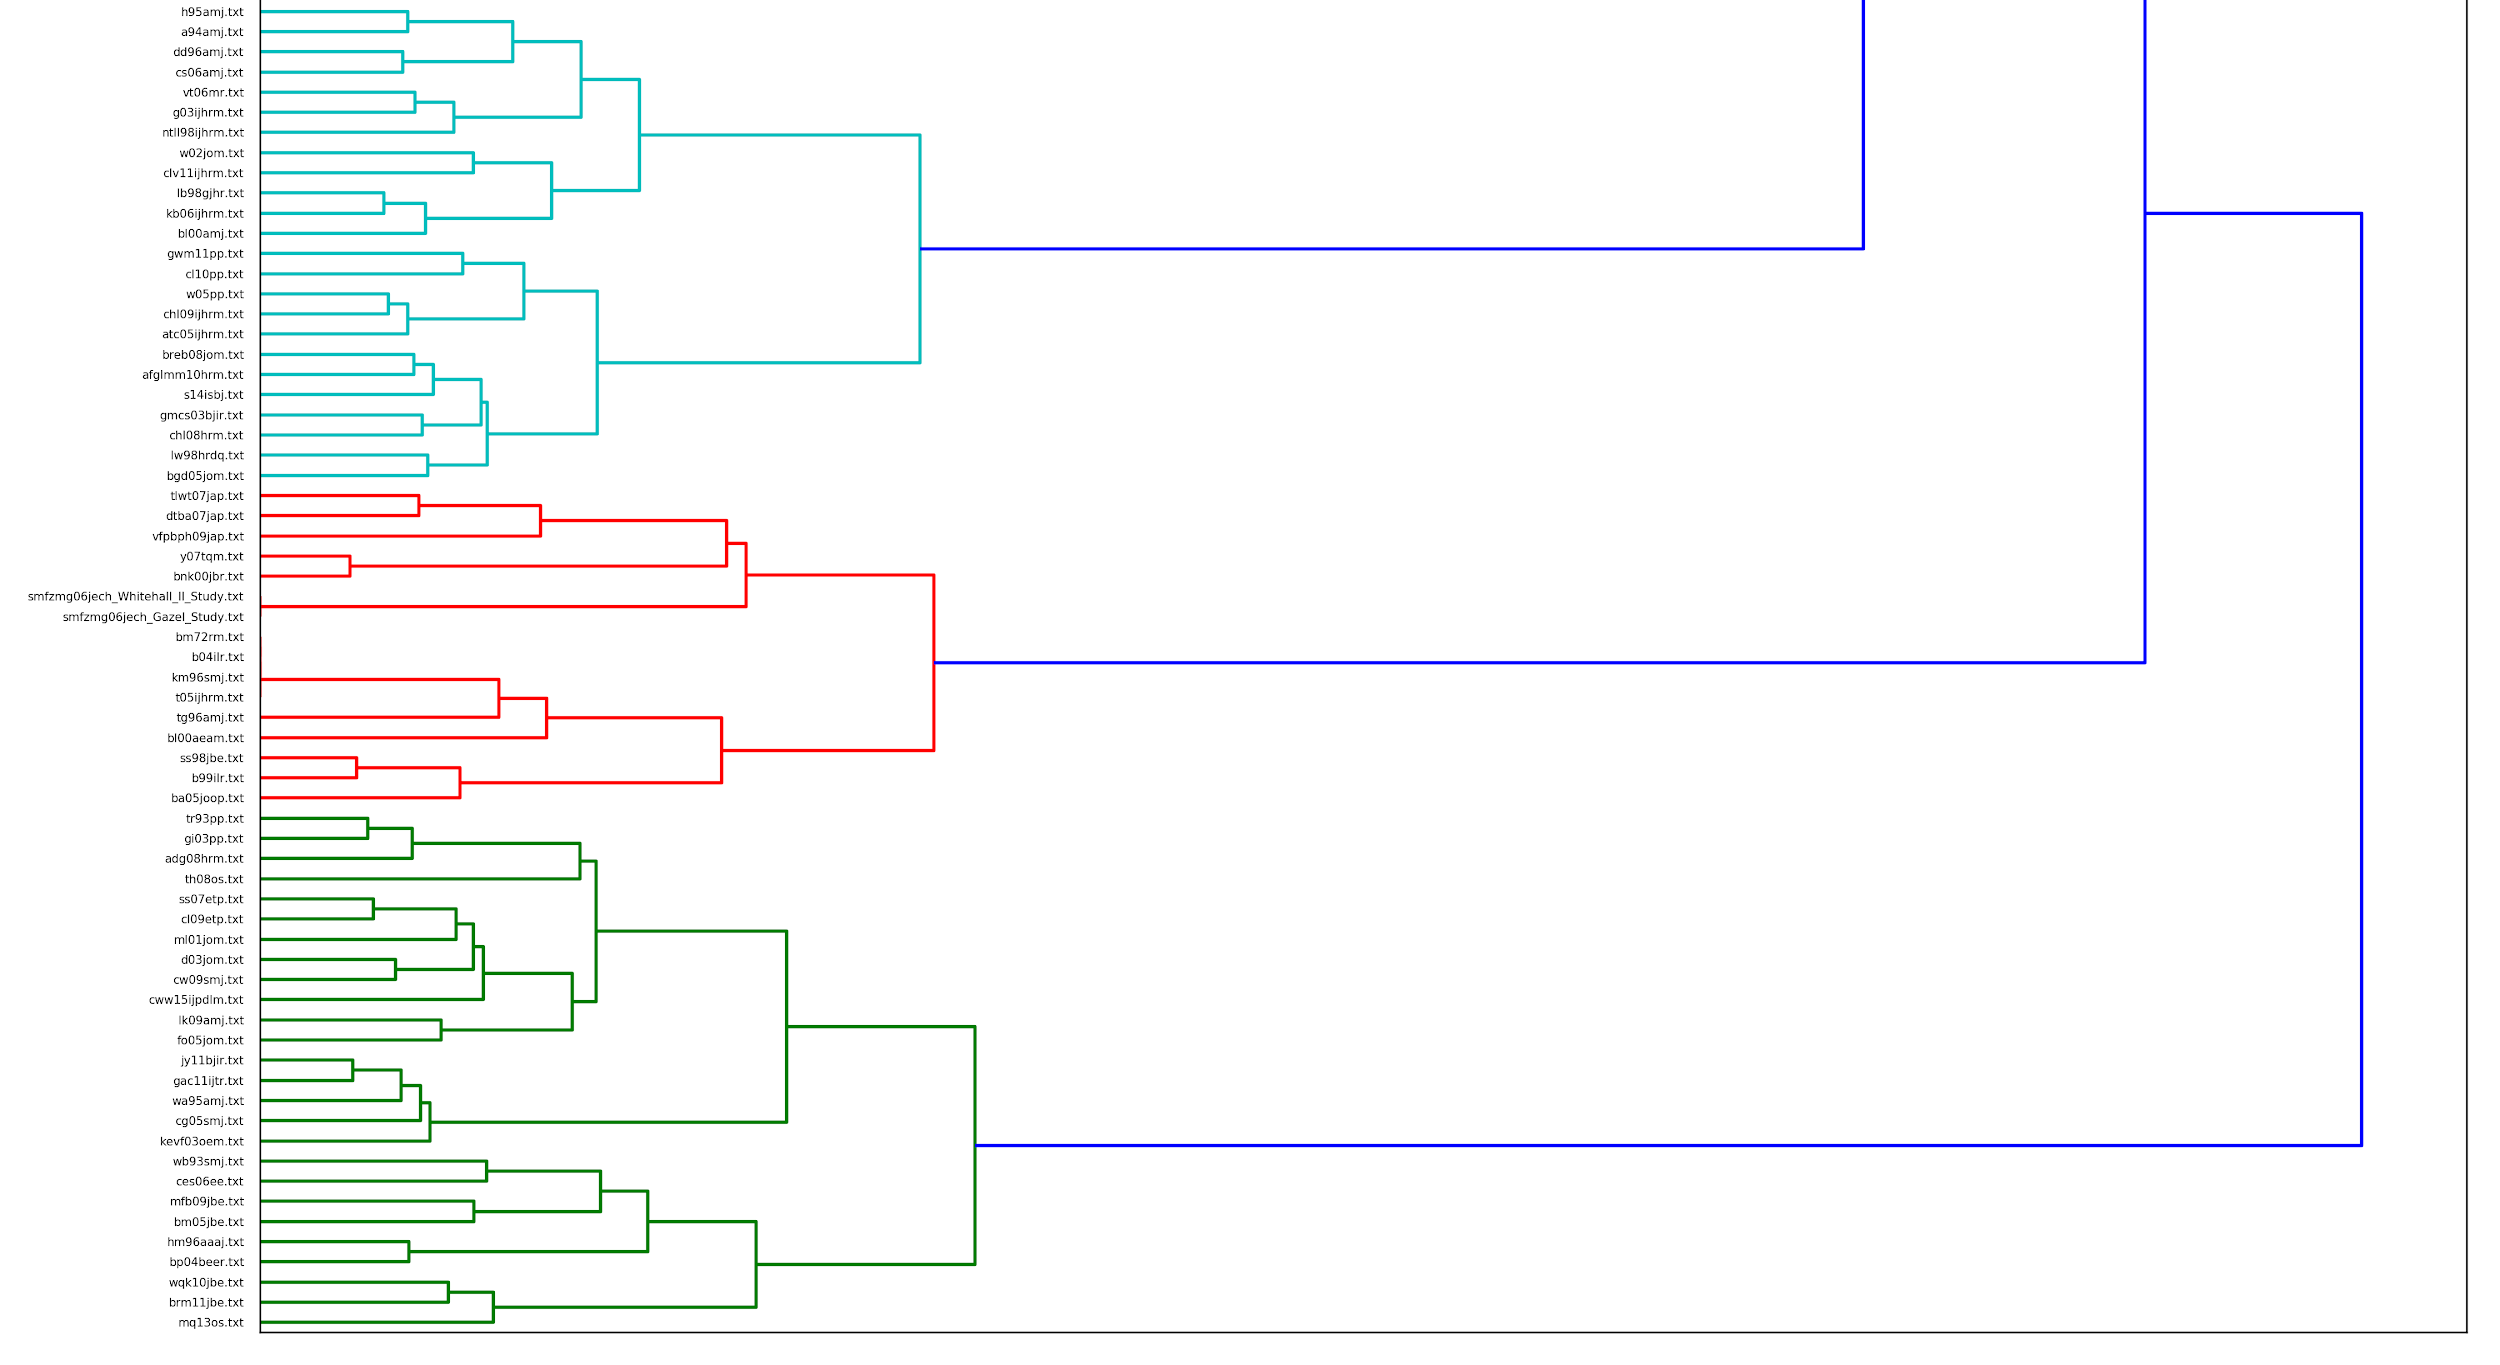 h95amj.txt
a94amj.txt
dd96amj.txt
cs06amj.txt
vt06mr.txt
g03ijhrm.txt
ntll98ijhrm.txt
w02jom.txt
clv11ijhrm.txt
lb98gjhr.txt
kb06ijhrm.txt
bl00amj.txt
gwm11pp.txt
cl10pp.txt
w05pp.txt
chl09ijhrm.txt
atc05ijhrm.txt
breb08jom.txt
afglmm10hrm.txt
s14isbj.txt
gmcs03bjir.txt
chl08hrm.txt
lw98hrdq.txt
bgd05jom.txt
tlwt07jap.txt
dtba07jap.txt
vfpbph09jap.txt
y07tqm.txt
bnk00jbr.txt
smfzmg06jech_Whitehall_II_Study.txt
smfzmg06jech_Gazel_Study.txt
bm72rm.txt
b04ilr.txt
km96smj.txt
t05ijhrm.txt
tg96amj.txt
bl00aeam.txt
ss98jbe.txt
b99ilr.txt
ba05joop.txt
tr93pp.txt
gi03pp.txt
adg08hrm.txt
th08os.txt
ss07etp.txt
cl09etp.txt
ml01jom.txt
d03jom.txt
cw09smj.txt
cww15ijpdlm.txt
lk09amj.txt
fo05jom.txt
jy11bjir.txt
gac11ijtr.txt
wa95amj.txt
cg05smj.txt
kevf03oem.txt
wb93smj.txt
ces06ee.txt
mfb09jbe.txt
bm05jbe.txt
hm96aaaj.txt
bp04beer.txt
wqk10jbe.txt
brm11jbe.txt
mq13os.txt